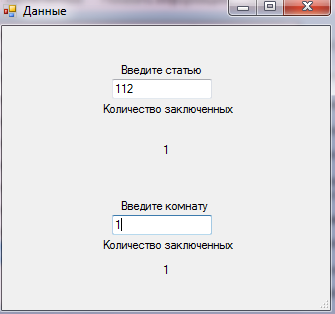 Данные
Введите статью
112
Количество заключенных
1
Введите комнату
1
Количество заключенных
1